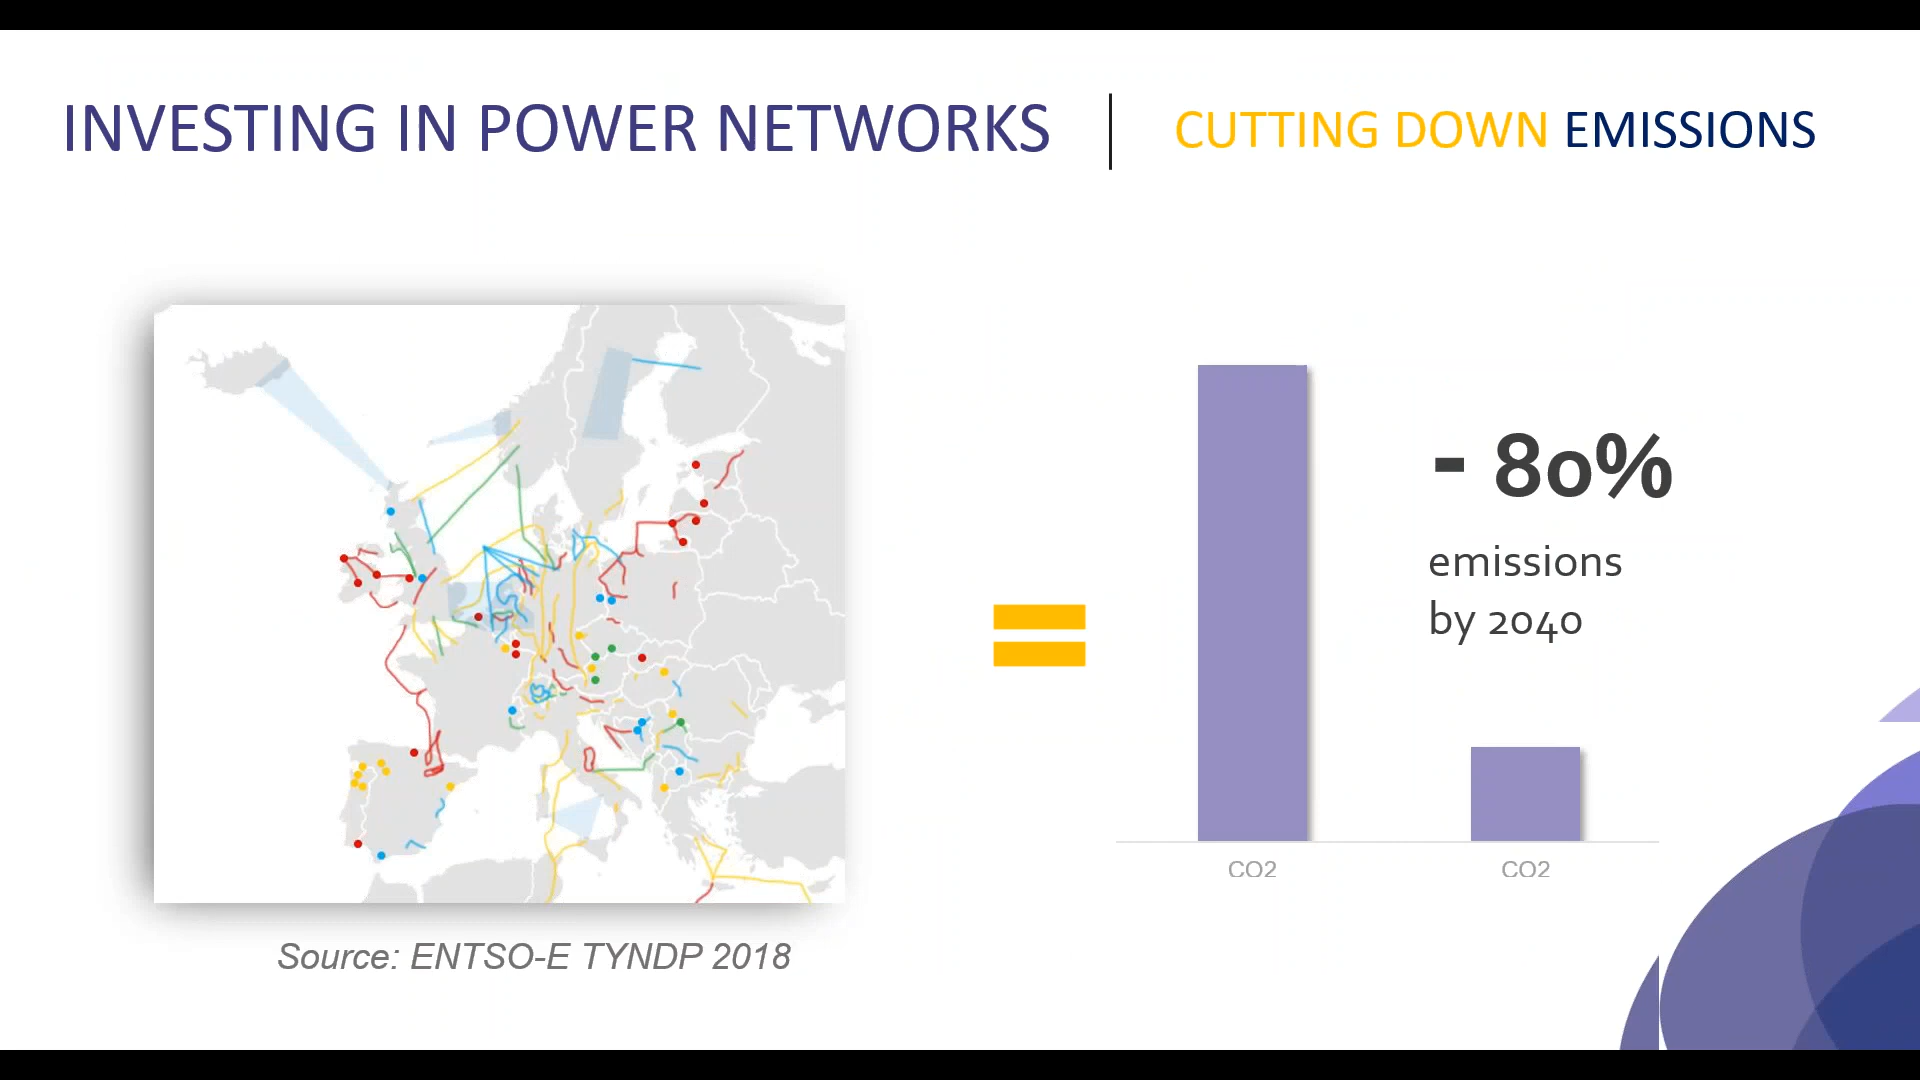 INVESTING IN POWER NETWORKS
CUTTING DOWN EMISSIONS
- 80%
emissions
by 2040
CO2
CO2
Source: ENTSO-E TYNDP 2018